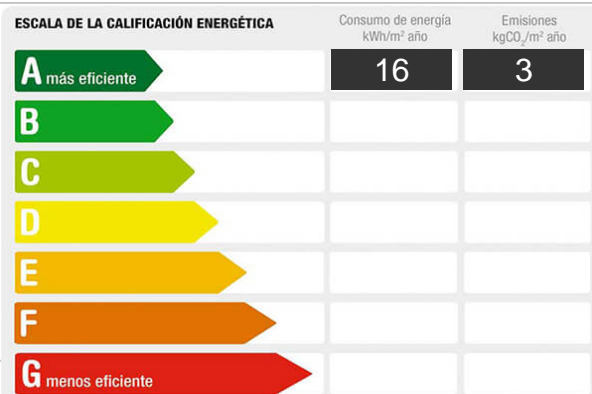 ESCALA DE LA CALIFICACIÓN ENERGÉTICA
Consumo de energía
kWh/m² año
Emisiones
kgCO₂/m² año
A más eficiente
16
3
B
C
D
E
F
G menos eficiente